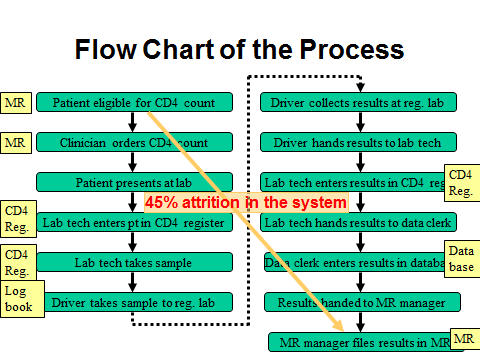 Flow Chart of the Process
MR
Patient eligible for CD4 count
MR
Clinician orders CD4 count
Patient presents at lab
CD4
Reg.
Lab tech enters pt in CD4 register
CD4
Reg.
Lab tech takes sample
Log
book
Driver takes sample to reg. lab
45% attrition in the system
Driver collects results at reg. lab
Driver hands results to lab tech
Lab tech enters results in CD4 reg
CD4
Reg.
Lab tech hands results to data clerk
Data clerk enters results in databa
Data
base
Results handed to MR manager
MR manager files results in MR
MR